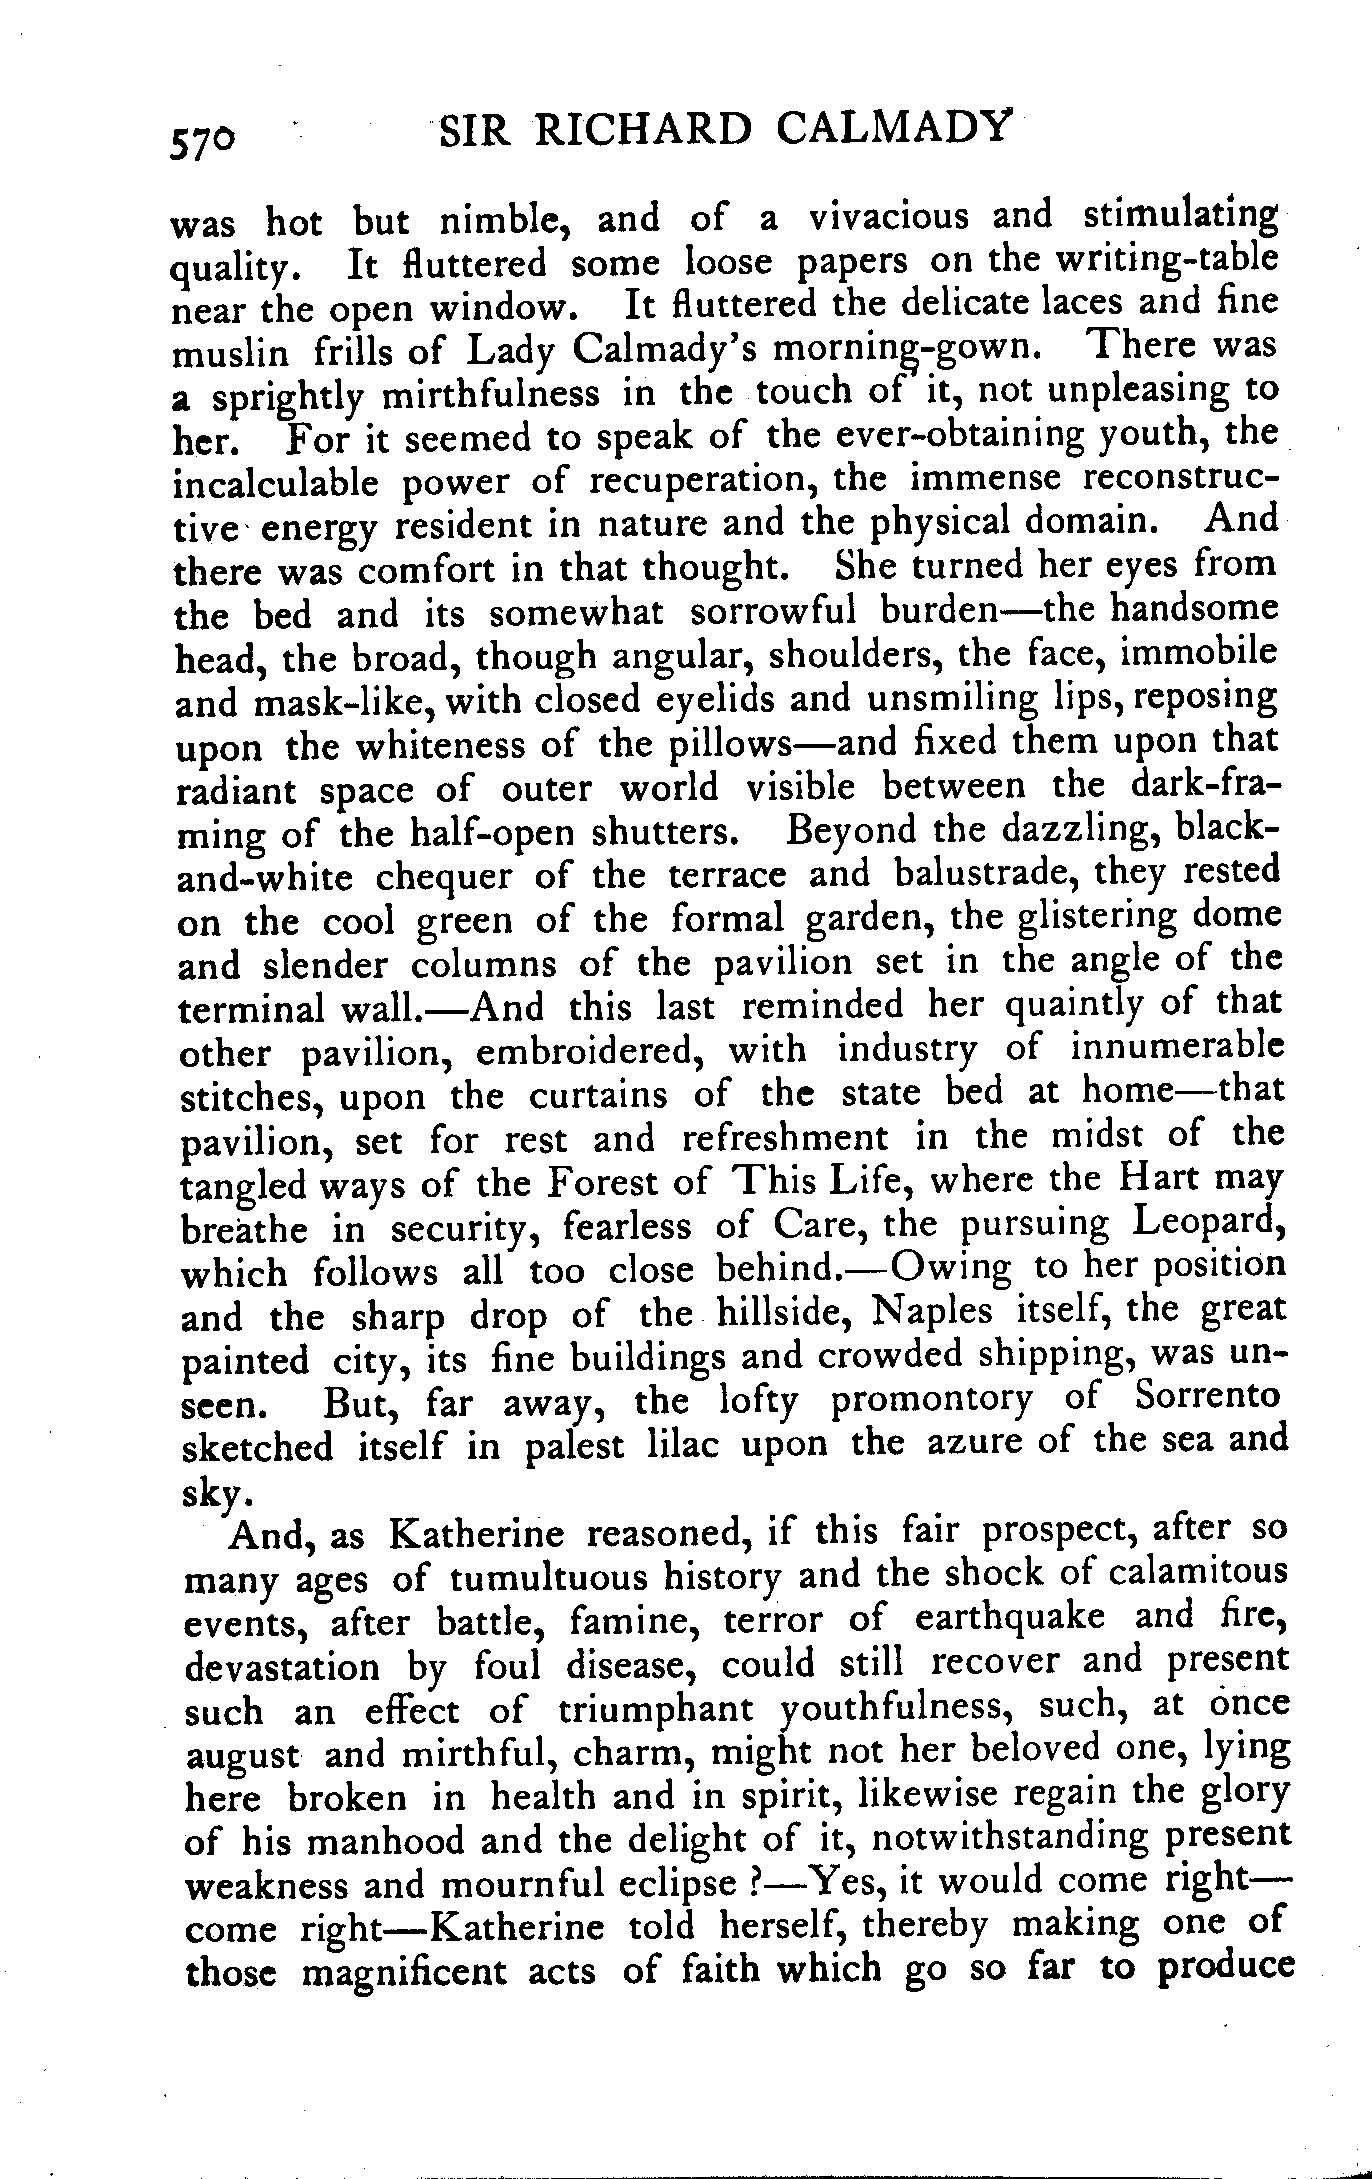 570 SIR RICHARD CALMADY
was hot but nimble, and of a vivacious and stimulating
quality. It fluttered some loose papers on the writing-table
near the open window. It fluttered the delicate laces and fine
muslin frills of Lady Calmady's morning-gown. There was
a sprightly mirthfulness in the touch of it, not unpleasing to
her. For it seemed to speak of the ever-obtaining youth, the
incalculable power of recuperation, the immense reconstruc-
tive energy resident in nature and the physical domain. And
there was comfort in that thought. She turned her eyes from
the bed and its somewhat sorrowful burden—the handsome
head, the broad, though angular, shoulders, the face, immobile
and mask-like, with closed eyelids and unsmiling lips, reposing
upon the whiteness of the pillows—and fixed them upon that
radiant space of outer world visible between the dark-fra-
ming of the half-open shutters. Beyond the dazzling, black-
and-white chequer of the terrace and balustrade, they rested
on the cool green of the formal garden, the glistering dome
and slender columns of the pavilion set in the angle of the
terminal wall.—And this last reminded her quaintly of that
other pavilion, embroidered, with industry of innumerable
stitches, upon the curtains of the state bed at home—that
pavilion, set for rest and refreshment in the midst of the
tangled ways of the Forest of This Life, where the Hart may
breathe in security, fearless of Care, the pursuing Leopard,
which follows all too close behind.—Owing to her position
and the sharp drop of the hillside, Naples itself, the great
painted city, its fine buildings and crowded shipping, was un-
seen. But, far away, the lofty promontory of Sorrento
sketched itself in palest lilac upon the azure of the sea and
sky.
And, as Katherine reasoned, if this fair prospect, after so
many ages of tumultuous history and the shock of calamitous
events, after battle, famine, terror of earthquake and fire,
devastation by foul disease, could still recover and present
such an effect of triumphant youthfulness, such, at once
august and mirthful, charm, might not her beloved one, lying
here broken in health and in spirit, likewise regain the glory
of his manhood and the delight of it, notwithstanding present
weakness and mournful eclipse ?—Yes, it would come right—
come right—Katherine told herself, thereby making one of
those magnificent acts of faith which go so far to produce